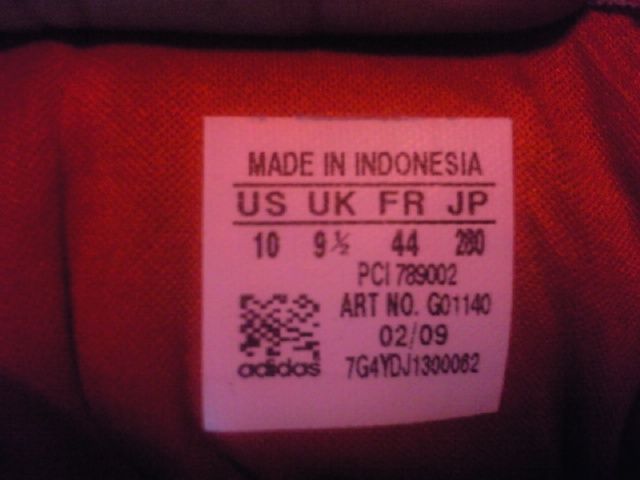 MADE IN INDONESIA
US UK FR JP
10 9½ 44 280
PCI 789002
ART NO. G01140
02/09
adidas 7G4YDJ1300062